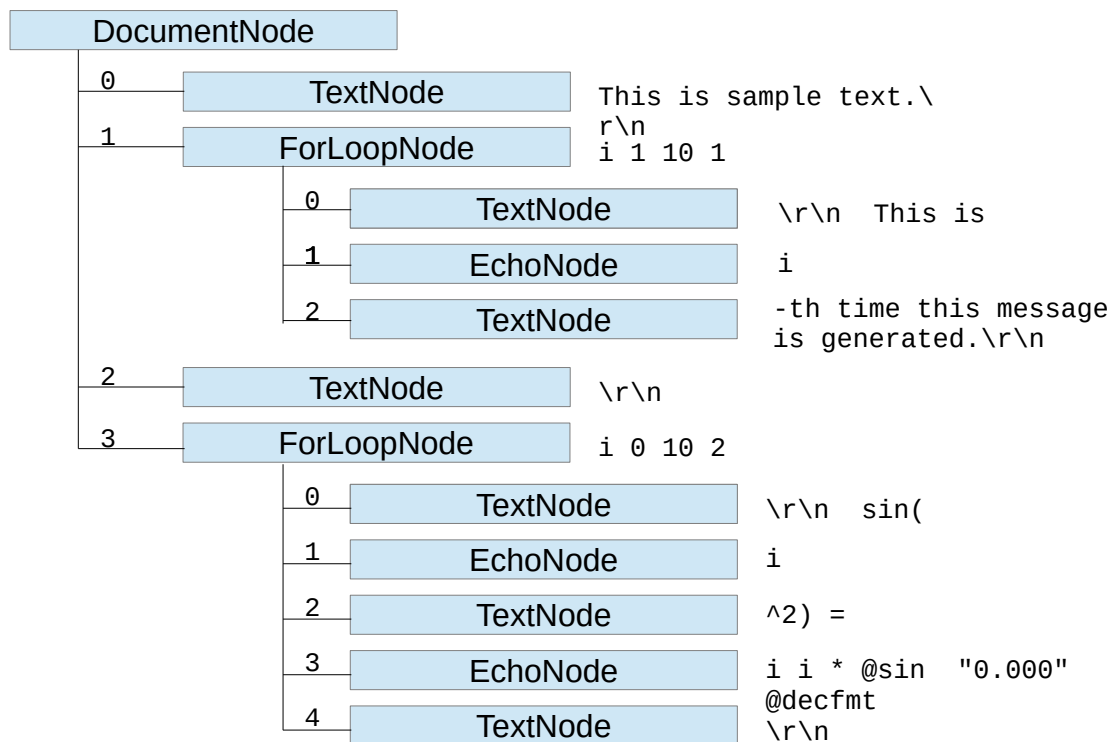 DocumentNode
0 TextNode This is sample text.\
r\n
1 ForLoopNode i 1 10 1
0 TextNode \r\n  This is
1 EchoNode i
2 TextNode -th time this message
is generated.\r\n
2 TextNode \r\n
3 ForLoopNode i 0 10 2
0 TextNode \r\n  sin(
1 EchoNode i
2 TextNode ^2) =
3 EchoNode i i * @sin  "0.000"
@decfmt
4 TextNode \r\n